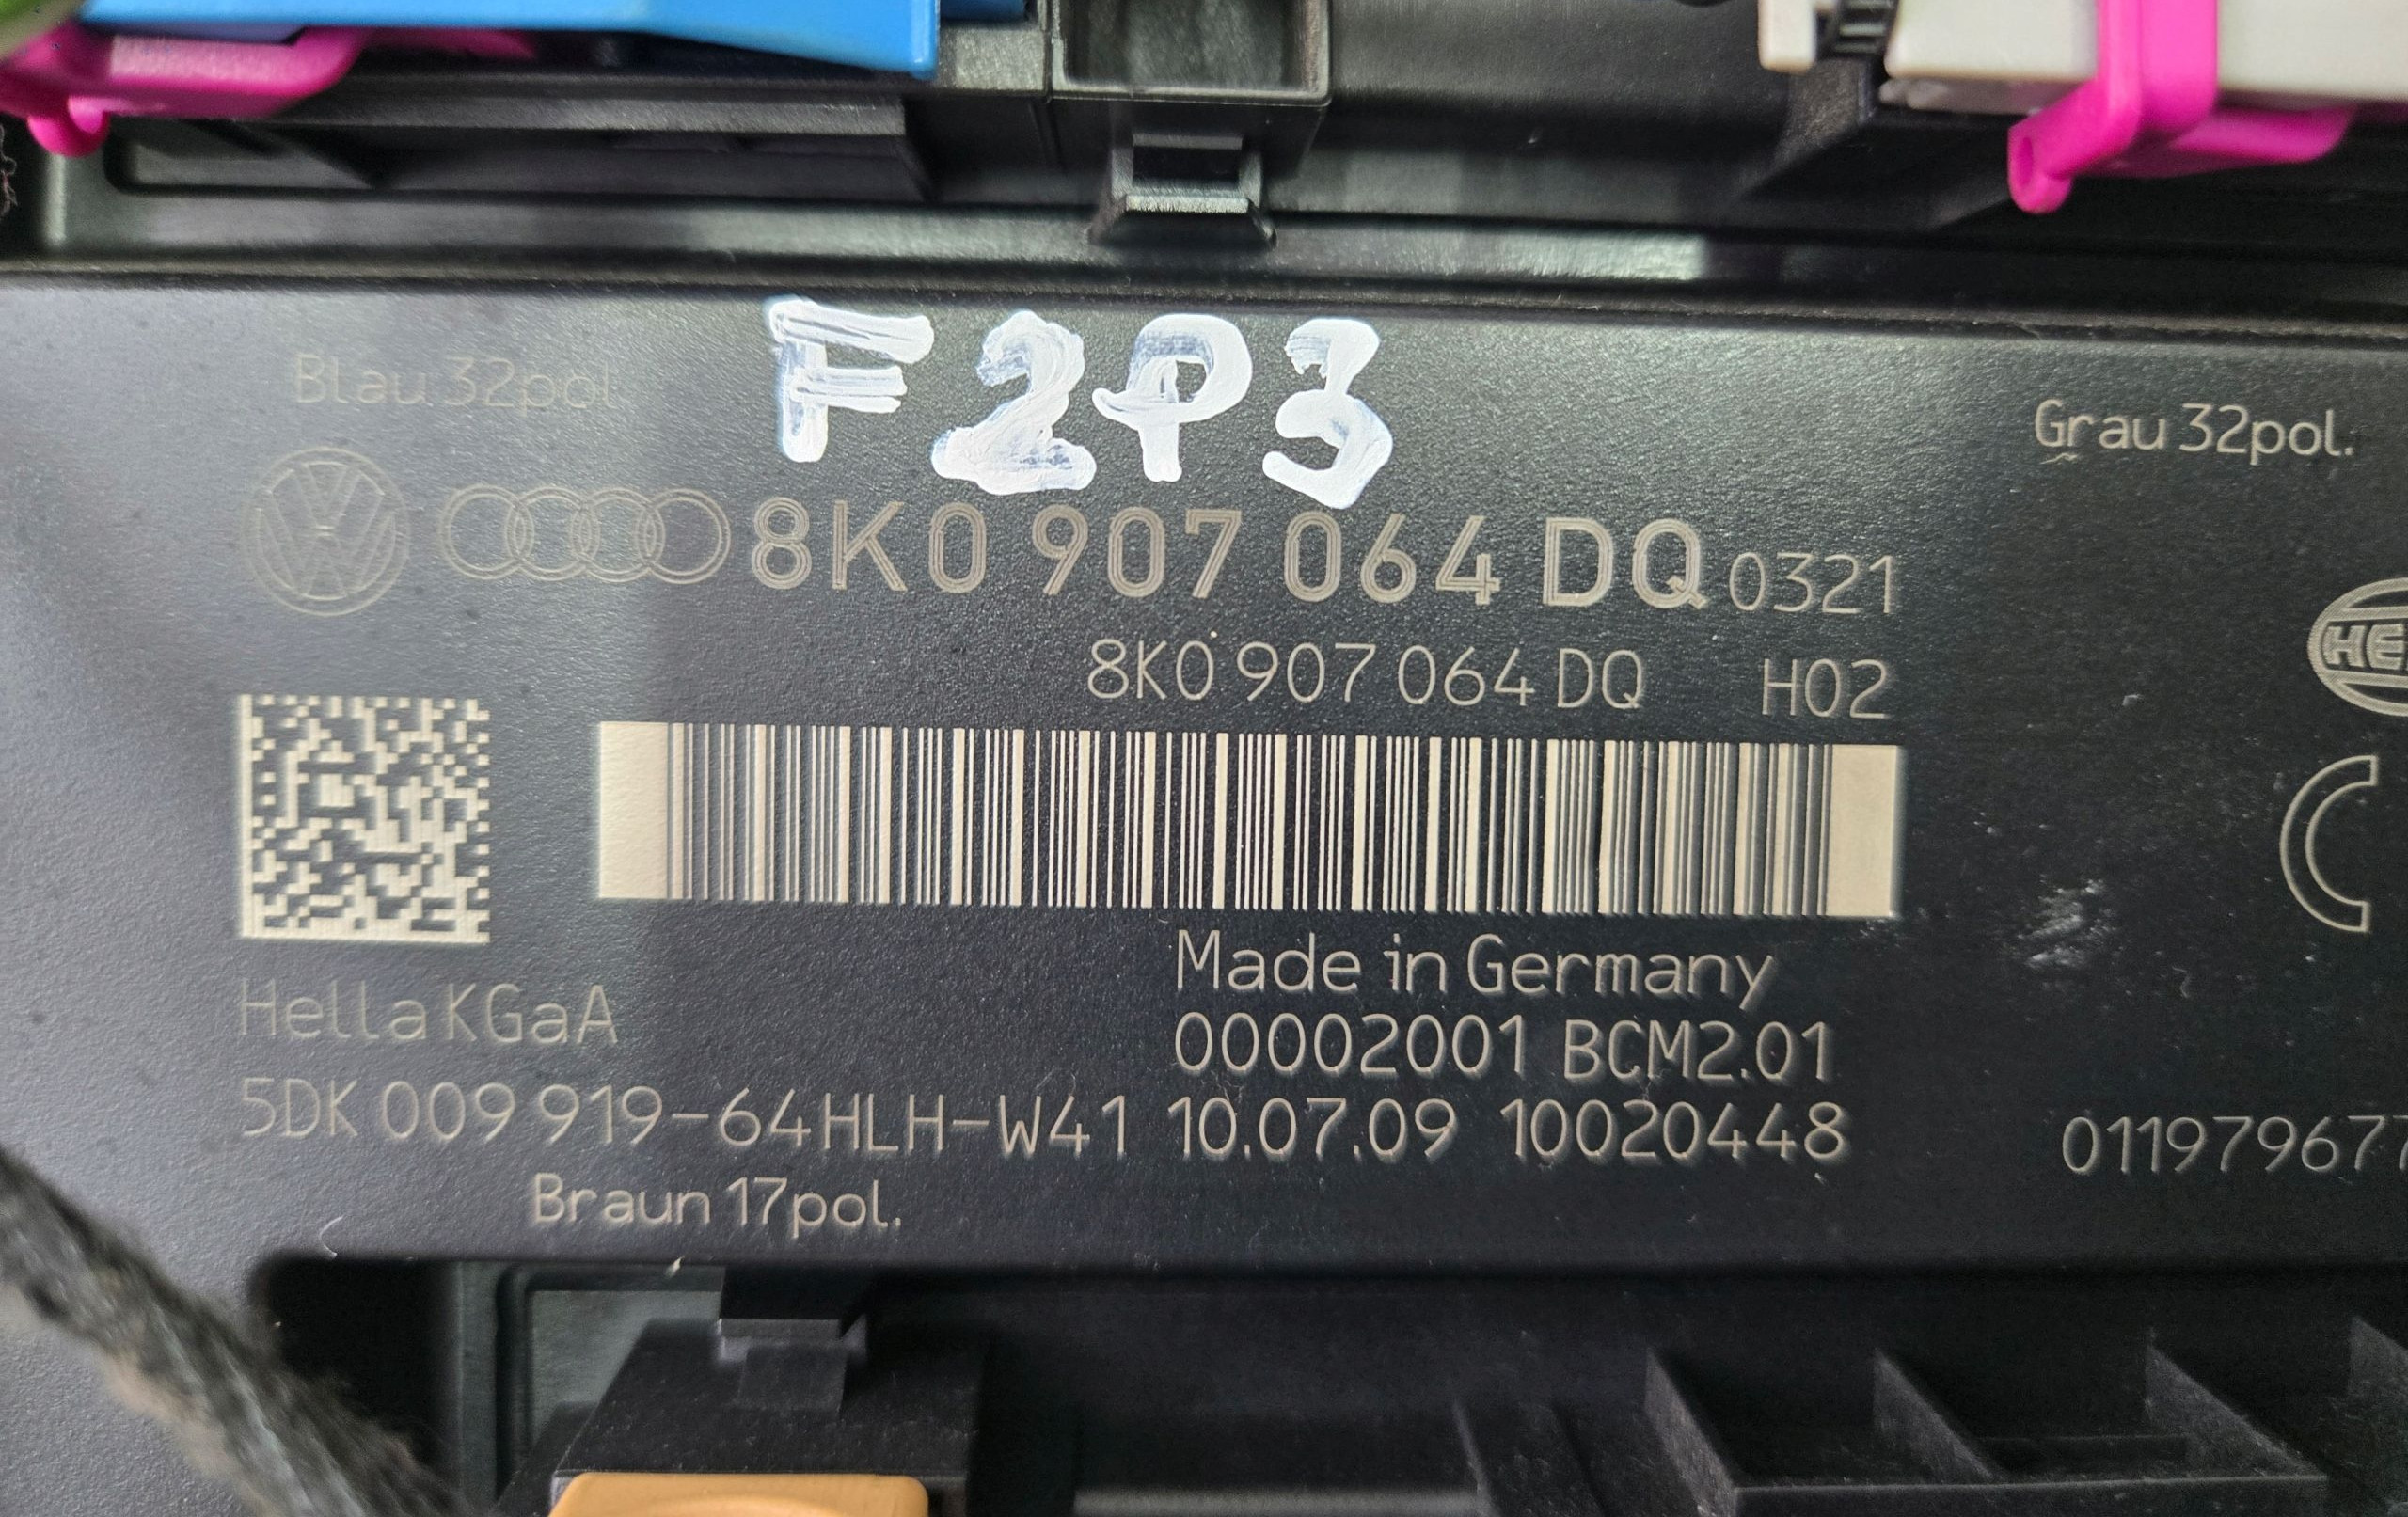 F2P3
Blau 32pol
Grau 32pol.
8K0 907 064 DQ 0321
8K0 907 064 DQ H02
Made in Germany
Hella KGaA
00002001 BCM2.01
5DK 009 919-64 HLH-W41 10.07.09 10020448
011979677
Braun 17pol.